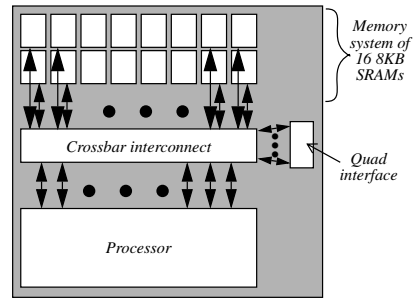 Memory
system of
16 8KB
SRAMs
Crossbar interconnect
Quad
interface
Processor